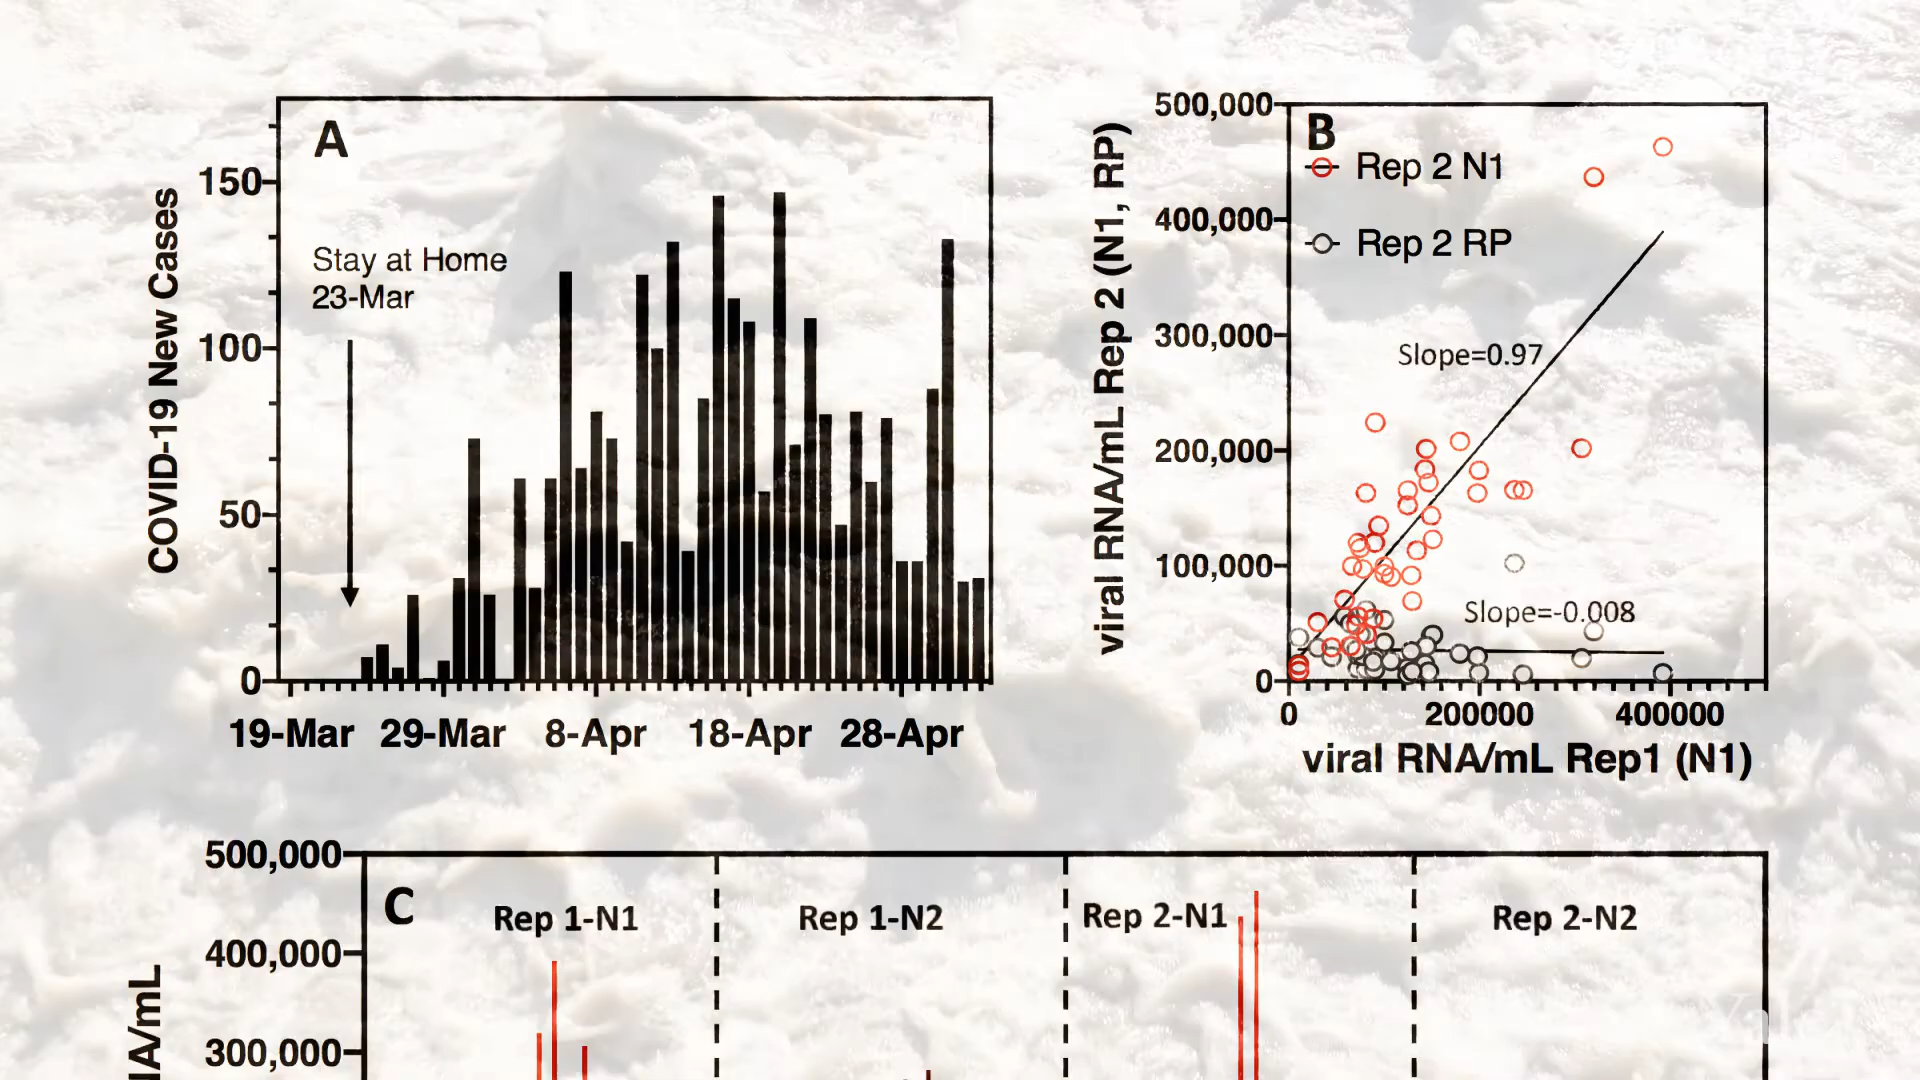 A
COVID-19 New Cases
150
100
50
0
Stay at Home
23-Mar
19-Mar 29-Mar 8-Apr 18-Apr 28-Apr
B
viral RNA/mL Rep 2 (N1, RP)
500,000
400,000
300,000
200,000
100,000
0
Rep 2 N1
Rep 2 RP
Slope=0.97
Slope=-0.008
0 200000 400000
viral RNA/mL Rep1 (N1)
C
500,000
400,000
300,000
Rep 1-N1
Rep 1-N2
Rep 2-N1
Rep 2-N2